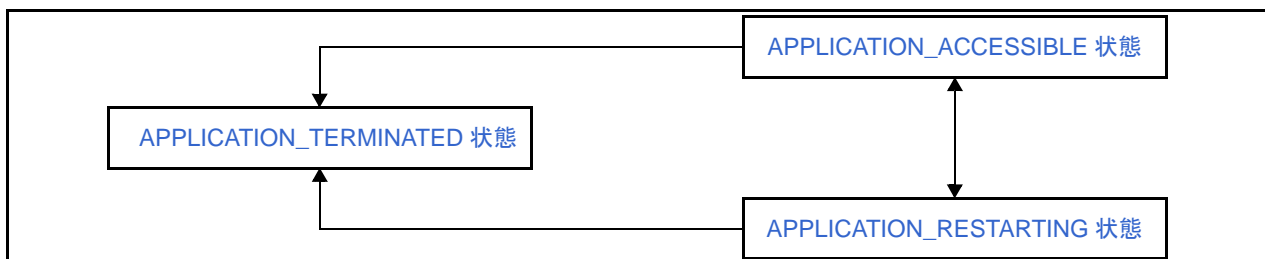 APPLICATION_ACCESSIBLE 状態
APPLICATION_TERMINATED 状態
APPLICATION_RESTARTING 状態